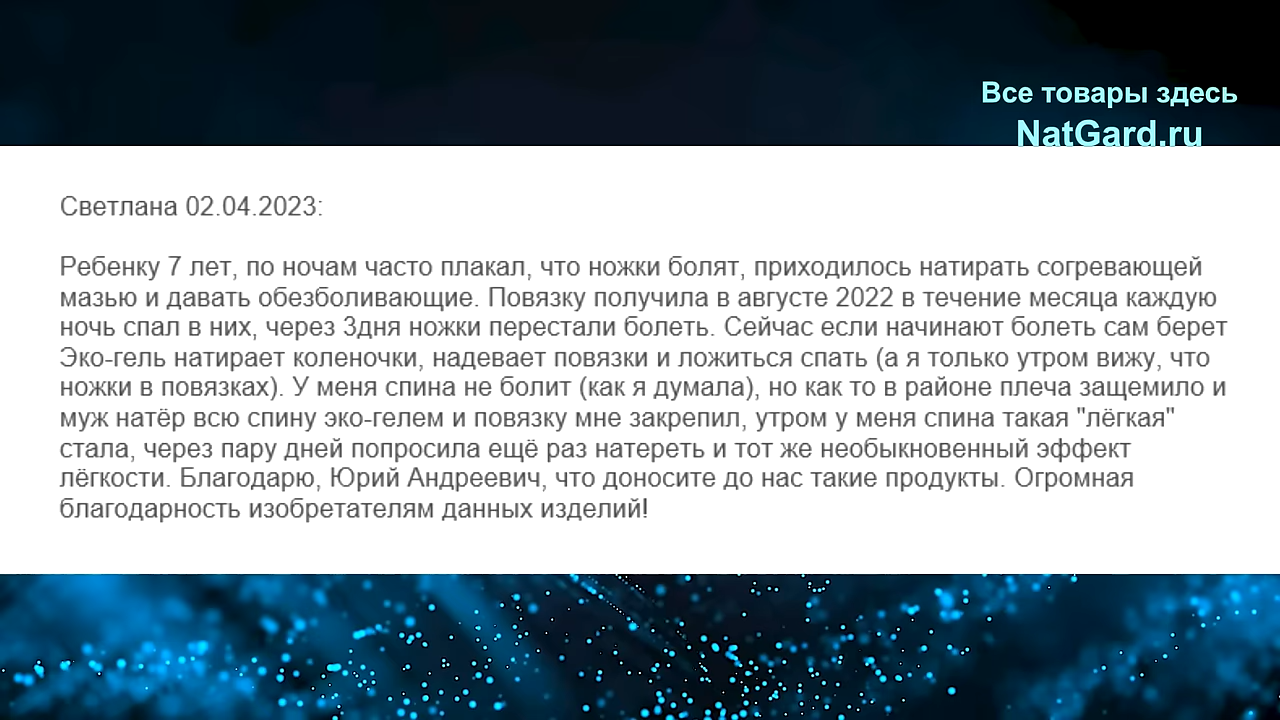 Все товары здесь
NatGard.ru
Светлана 02.04.2023:
Ребенку 7 лет, по ночам часто плакал, что ножки болят, приходилось натирать согревающей
мазью и давать обезболивающие. Повязку получила в августе 2022 в течение месяца каждую
ночь спал в них, через 3дня ножки перестали болеть. Сейчас если начинают болеть сам берет
Эко-гель натирает коленочки, надевает повязки и ложиться спать (а я только утром вижу, что
ножки в повязках). У меня спина не болит (как я думала), но как то в районе плеча защемило и
муж натёр всю спину эко-гелем и повязку мне закрепил, утром у меня спина такая "лёгкая"
стала, через пару дней попросила ещё раз натереть и тот же необыкновенный эффект
лёгкости. Благодарю, Юрий Андреевич, что доносите до нас такие продукты. Огромная
благодарность изобретателям данных изделий!